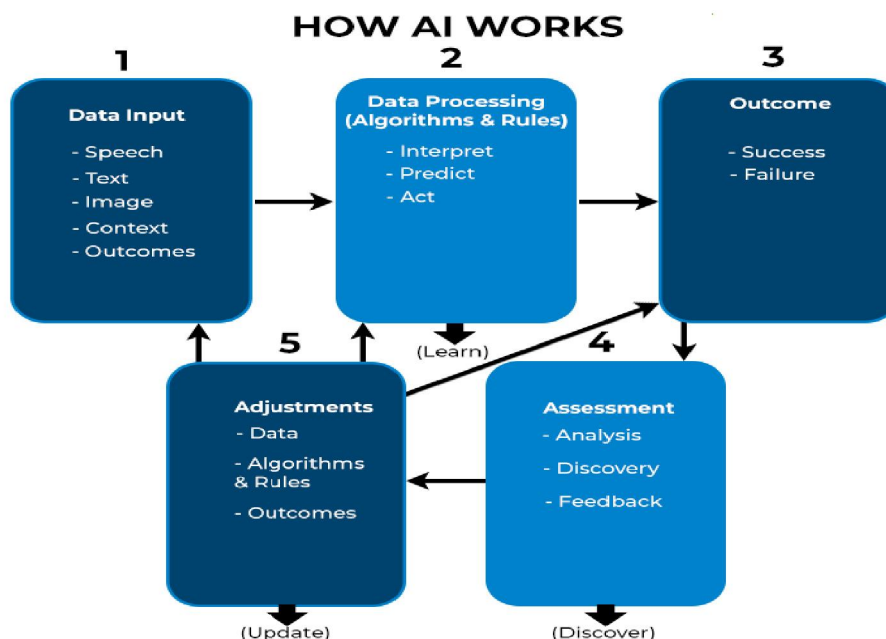 HOW AI WORKS
1
Data Input
- Speech
- Text
- Image
- Context
- Outcomes
2
Data Processing
(Algorithms & Rules)
- Interpret
- Predict
- Act
(Learn)
3
Outcome
- Success
- Failure
4
Assessment
- Analysis
- Discovery
- Feedback
(Discover)
5
Adjustments
- Data
- Algorithms
& Rules
- Outcomes
(Update)